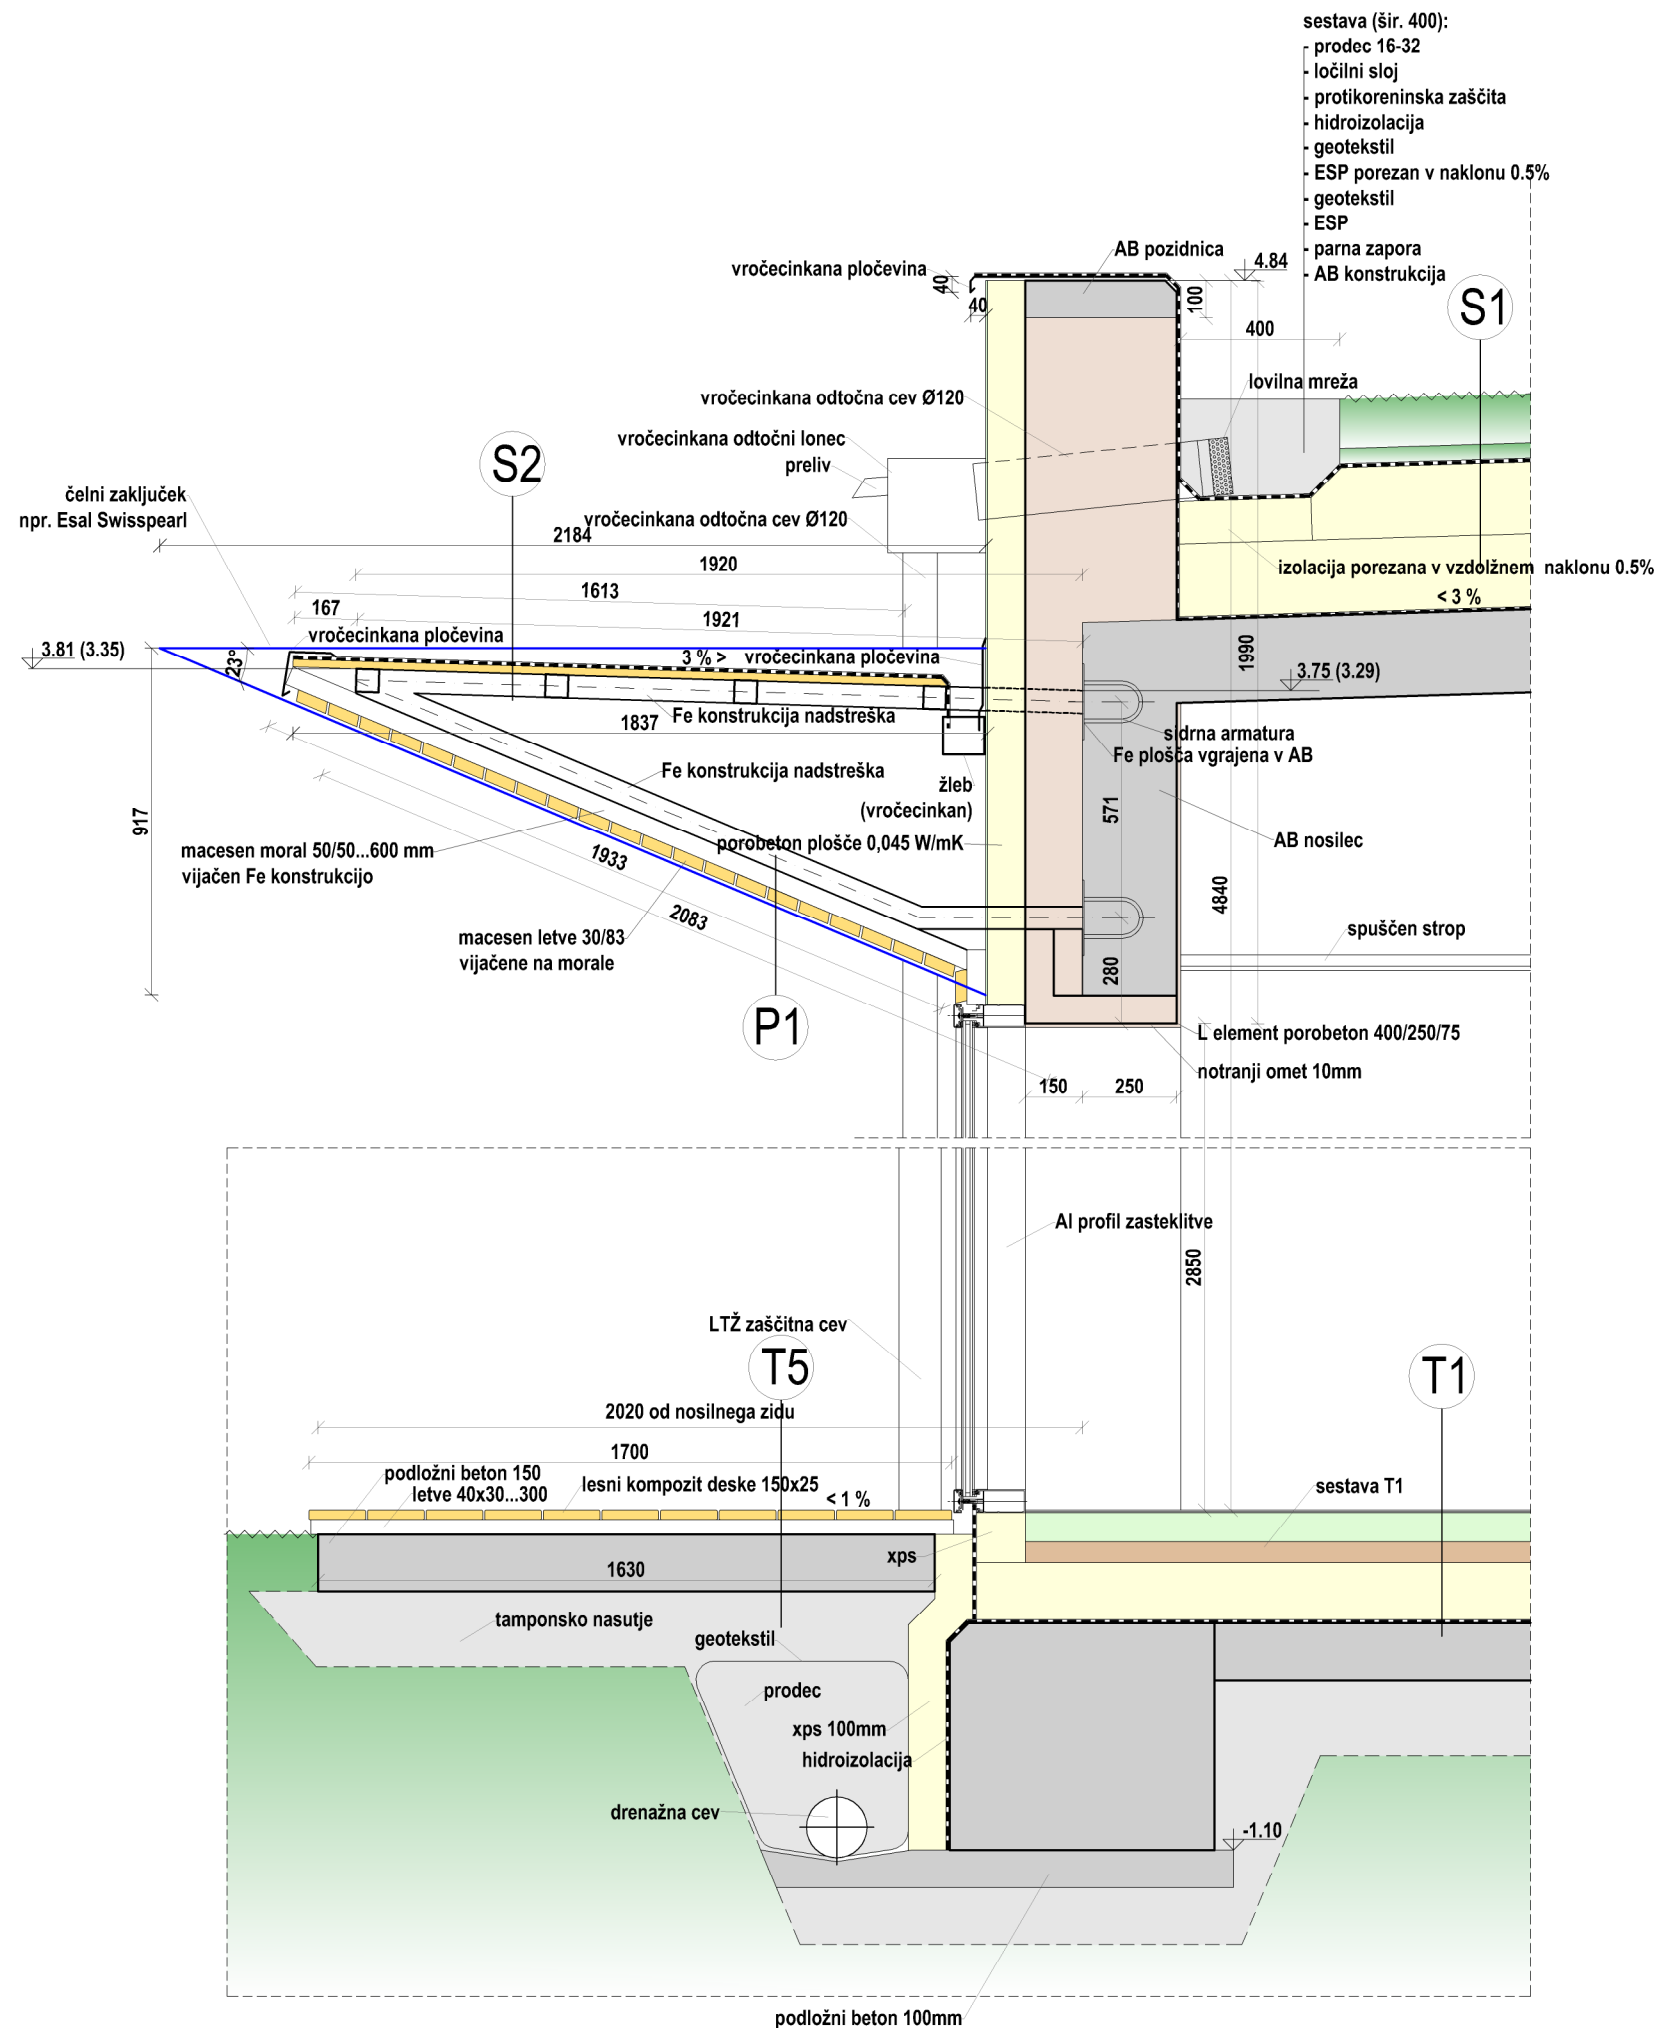 sestava (šir. 400):
- prodec 16-32
- ločilni sloj
- protikoreninska zaščita
- hidroizolacija
- geotekstil
- ESP porezan v naklonu 0.5%
- geotekstil
- ESP
- parna zapora
- AB konstrukcija
AB pozidnica
4.84
vročecinkana pločevina
40
40
100
S1
400
lovilna mreža
vročecinkana odtočna cev Ø120
vročecinkana odtočni lonec
preliv
S2
čelni zaključek
npr. Esal Swisspearl
vročecinkana odtočna cev Ø120
2184
1920
izolacija porezana v vzdolžnem naklonu 0.5%
1613
< 3 %
167
1921
vročecinkana pločevina
3.81 (3.35)
23°
3 % >
vročecinkana pločevina
1990
3.75 (3.29)
Fe konstrukcija nadstreška
1837
sidrna armatura
Fe plošča vgrajena v AB
Fe konstrukcija nadstreška
žleb
(vročecinkan)
571
917
AB nosilec
porobeton plošče 0,045 W/mK
macesen moral 50/50...600 mm
vijačen Fe konstrukcijo
1933
4840
2083
macesen letve 30/83
vijačene na morale
spuščen strop
280
P1
L element porobeton 400/250/75
notranji omet 10mm
150
250
Al profil zasteklitve
2850
LTŽ zaščitna cev
T5
T1
2020 od nosilnega zidu
1700
podložni beton 150
letve 40x30...300
lesni kompozit deske 150x25
< 1 %
sestava T1
xps
1630
tamponsko nasutje
geotekstil
prodec
xps 100mm
hidroizolacija
drenažna cev
-1.10
podložni beton 100mm